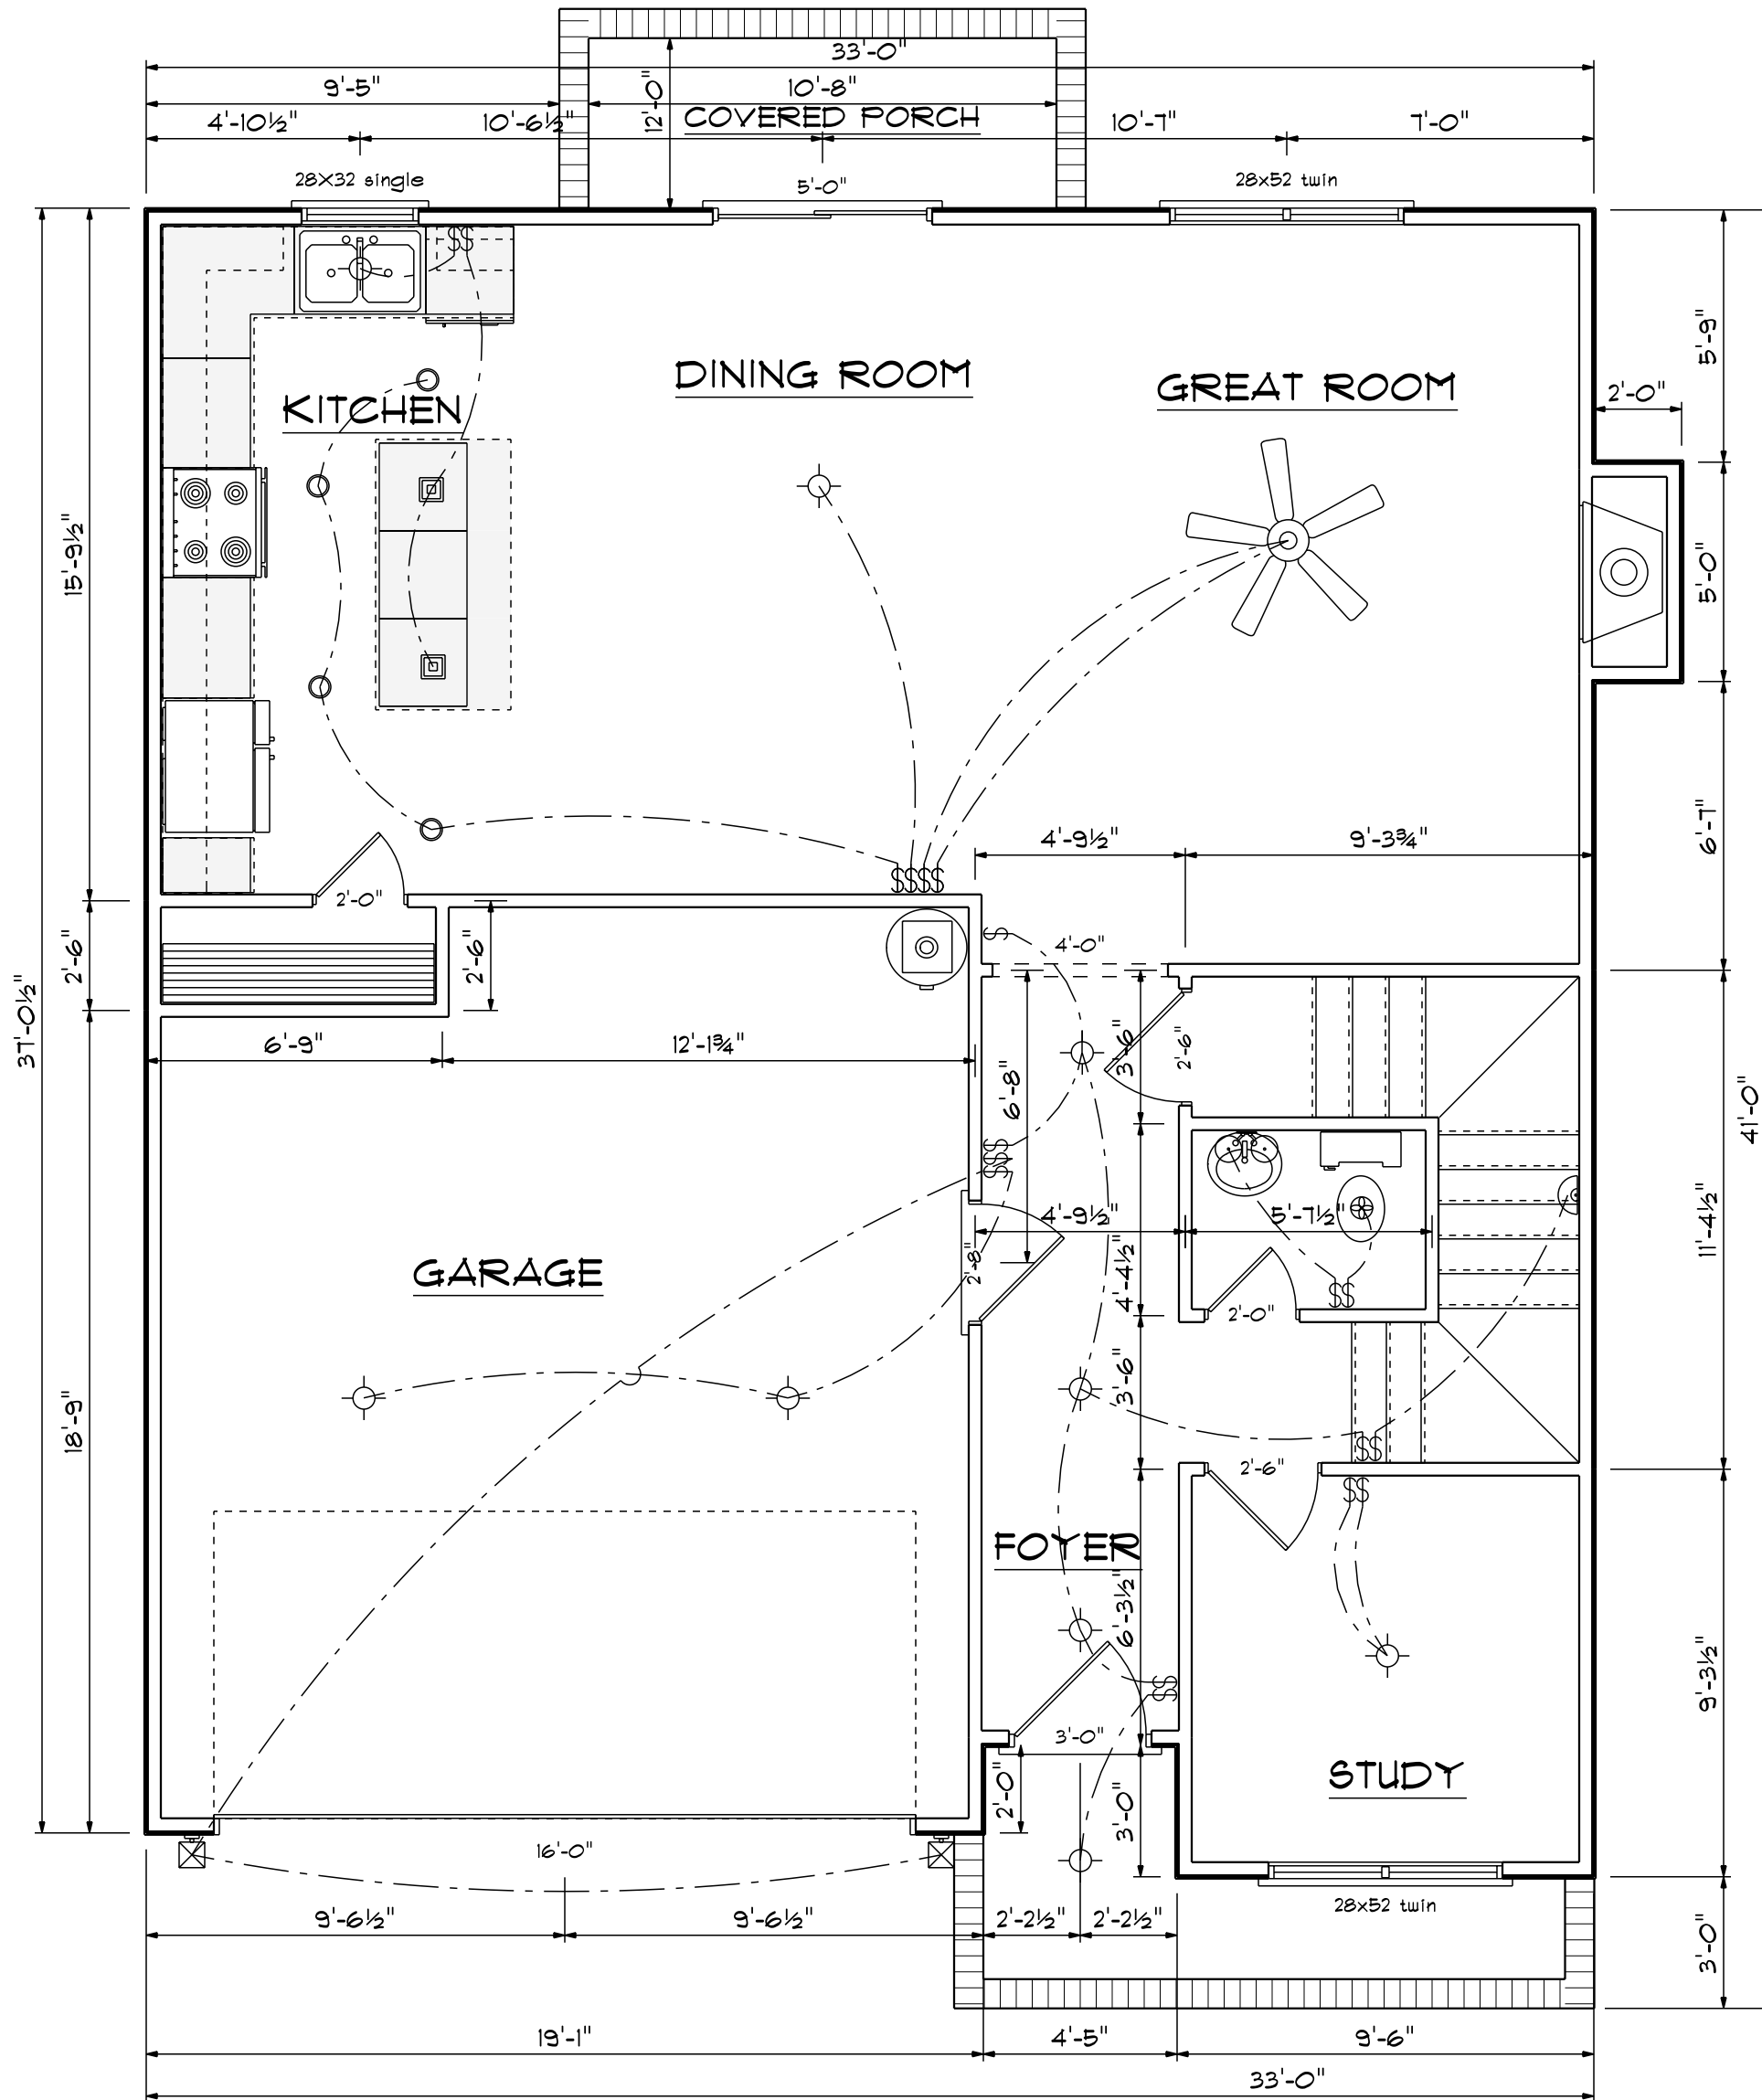 33'-0"
9'-5"
10'-8"
12'-0"
COVERED PORCH
4'-10½"
10'-6½"
10'-7"
7'-0"
28X32 single
5'-0"
28x52 twin
5'-9"
DINING ROOM
GREAT ROOM
KITCHEN
2'-0"
15'-9½"
5'-0"
6'-7"
4'-9½"
9'-3¾"
2'-0"
SSSS
2'-6"
2'-6"
S
4'-0"
37'-0½"
6'-9"
12'-1¾"
6'-8"
3'-6"
2'-6"
41'-0"
SSS
4'-9½"
5'-7½"
11'-4½"
GARAGE
2'-8"
4'-4½"
SS
2'-0"
3'-6"
18'-9"
SS
2'-6"
SS
FOYER
6'-3½"
9'-3½"
SS
3'-0"
STUDY
2'-0"
3'-0"
16'-0"
28x52 twin
9'-6½"
9'-6½"
2'-2½"
2'-2½"
3'-0"
19'-1"
4'-5"
9'-6"
33'-0"
SS